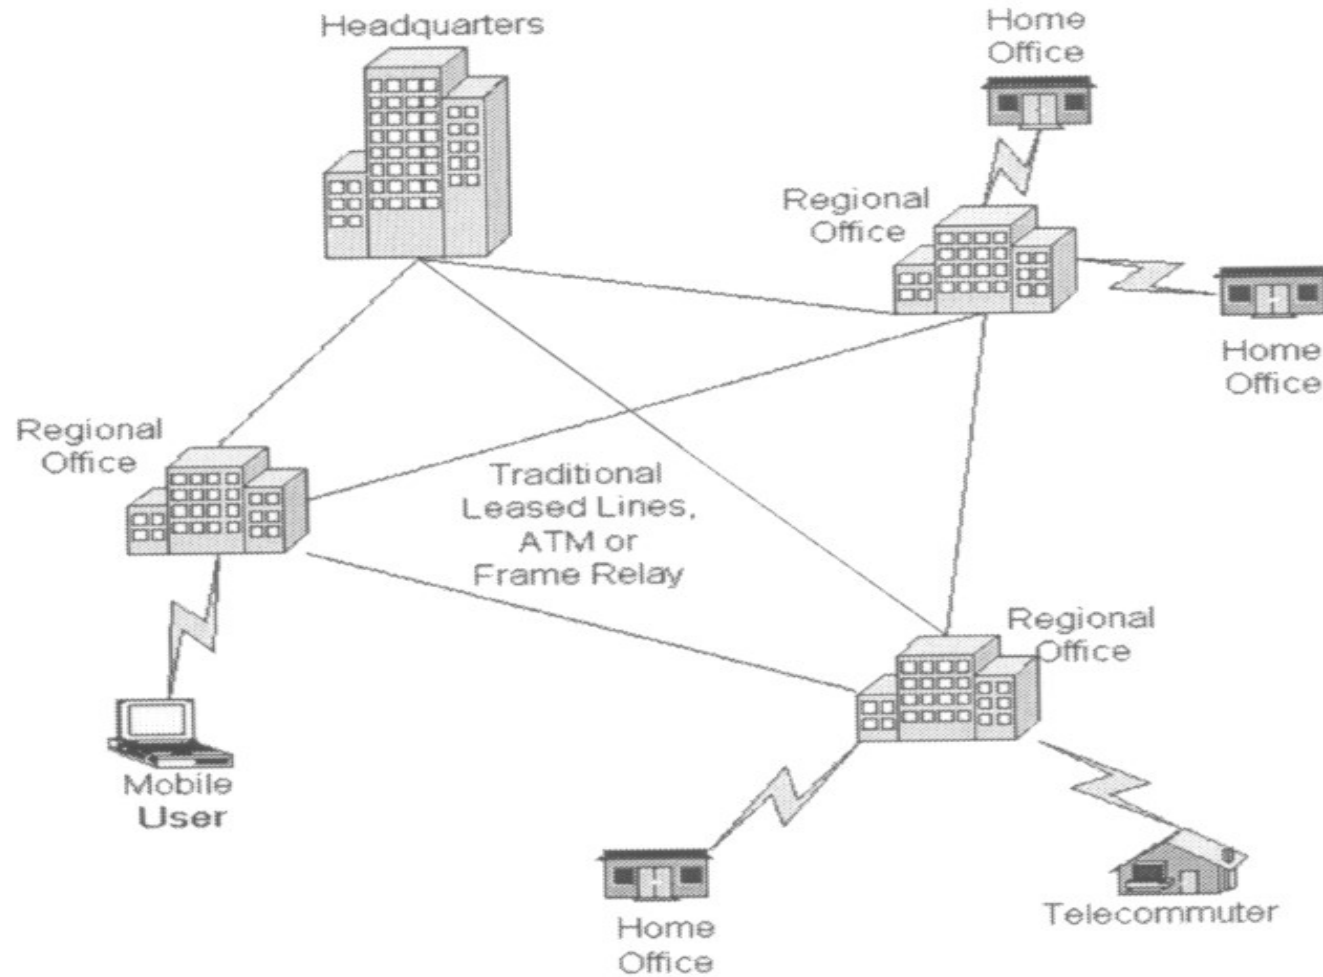 Headquarters
Home
Office
Regional
Office
Home
Office
Regional
Office
Traditional
Leased Lines,
ATM or
Frame Relay
Regional
Office
Mobile
User
Home
Office
Telecommuter